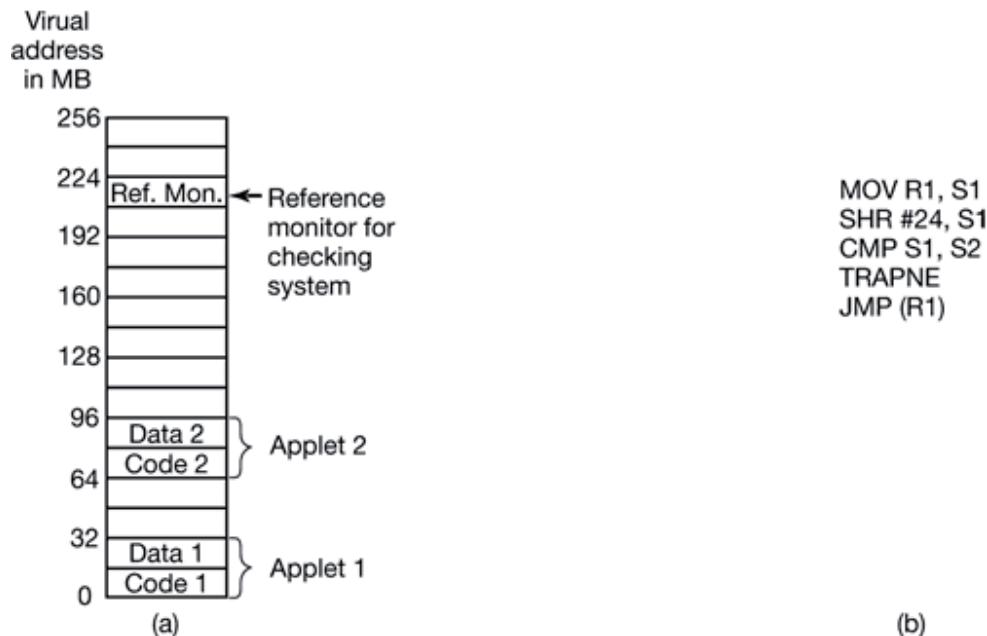 Virual
address
in MB
256
224
Ref. Mon.
Reference
monitor for
checking
system
192
160
128
96
Data 2
Code 2
Applet 2
64
32
Data 1
Code 1
Applet 1
0
(a)
MOV R1, S1
SHR #24, S1
CMP S1, S2
TRAPNE
JMP (R1)
(b)